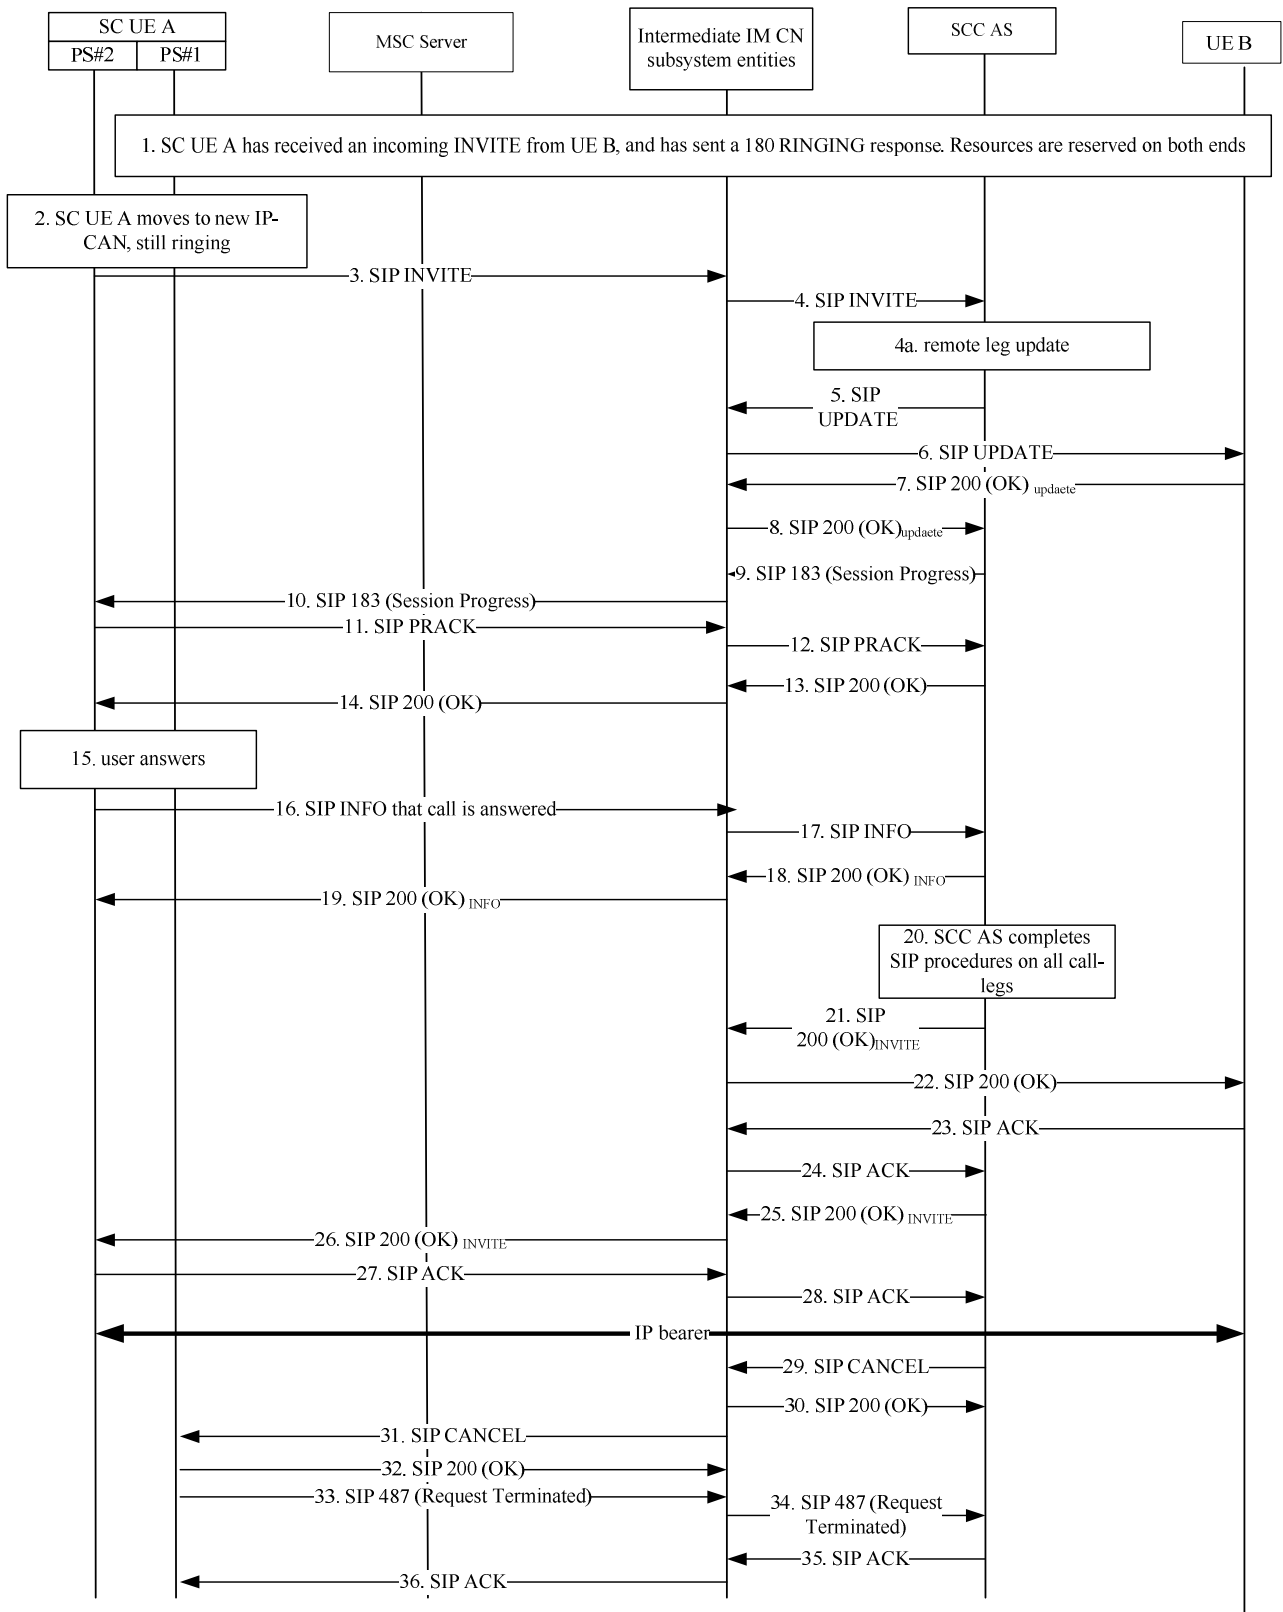 SC UE A
PS#2
PS#1
MSC Server
Intermediate IM CN
subsystem entities
SCC AS
UE B
1. SC UE A has received an incoming INVITE from UE B, and has sent a 180 RINGING response. Resources are reserved on both ends
2. SC UE A moves to new IP-
CAN, still ringing
3. SIP INVITE
4. SIP INVITE
4a. remote leg update
5. SIP
UPDATE
6. SIP UPDATE
7. SIP 200 (OK) updaete
8. SIP 200 (OK)updaete
9. SIP 183 (Session Progress)
10. SIP 183 (Session Progress)
11. SIP PRACK
12. SIP PRACK
13. SIP 200 (OK)
14. SIP 200 (OK)
15. user answers
16. SIP INFO that call is answered
17. SIP INFO
18. SIP 200 (OK) INFO
19. SIP 200 (OK) INFO
20. SCC AS completes
SIP procedures on all call-
legs
21. SIP
200 (OK)INVITE
22. SIP 200 (OK)
23. SIP ACK
24. SIP ACK
25. SIP 200 (OK) INVITE
26. SIP 200 (OK) INVITE
27. SIP ACK
28. SIP ACK
IP bearer
29. SIP CANCEL
30. SIP 200 (OK)
31. SIP CANCEL
32. SIP 200 (OK)
33. SIP 487 (Request Terminated)
34. SIP 487 (Request
Terminated)
35. SIP ACK
36. SIP ACK